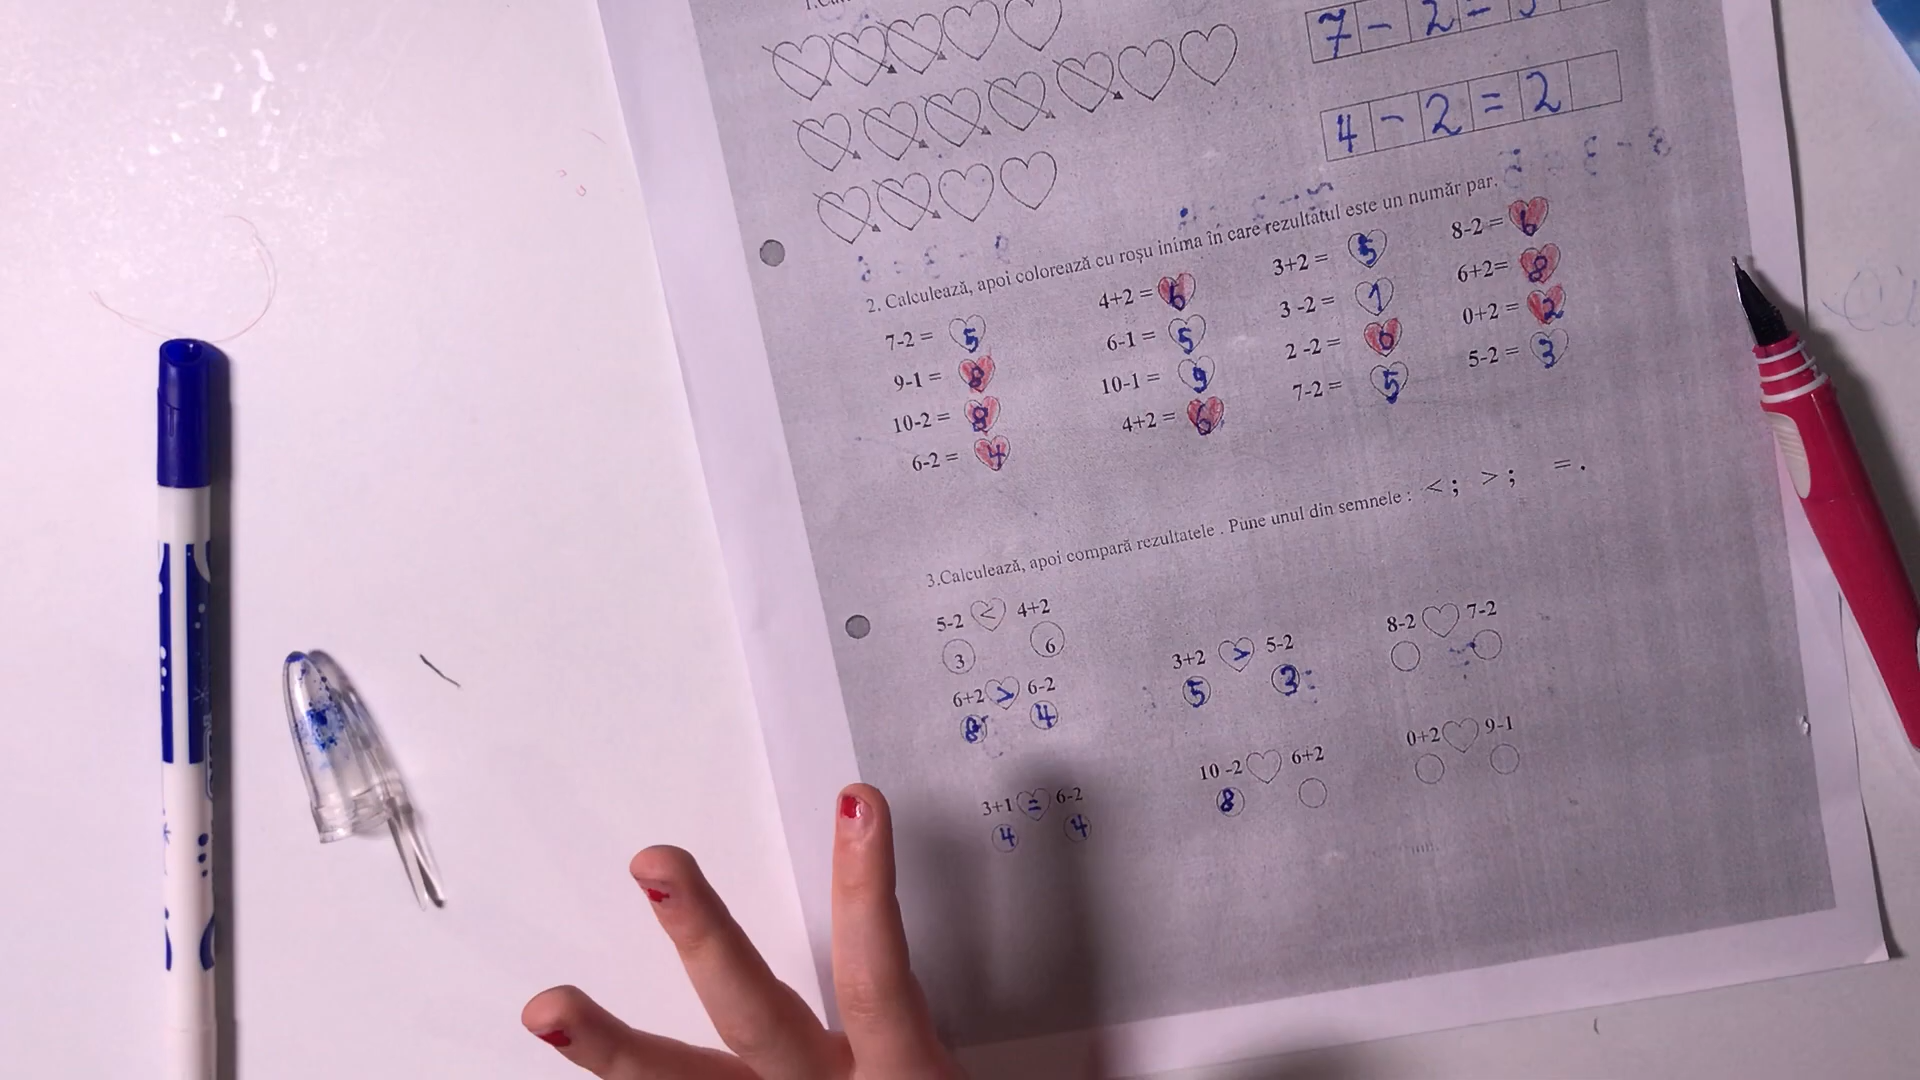 7 - 2 =
4 - 2 = 2
2. Calculează, apoi colorează cu roșu inima în care rezultatul este un număr par.
7-2 = 5
9-1 = 8
10-2 = 8
6-2 = 4
4+2 = 6
6-1 = 5
10-1 = 9
4+2 = 6
3+2 = 5
3 -2 = 1
2 -2 = 0
7-2 = 5
8-2 = 6
6+2= 8
0+2 = 2
5-2 = 3
3.Calculează, apoi compară rezultatele . Pune unul din semnele : < ; > ; = .
5-2 < 4+2
3 6
6+2 > 6-2
8 4
3+1 = 6-2
4 4
3+2 > 5-2
5 3
10 -2 6+2
8
8-2 7-2
0+2 9-1